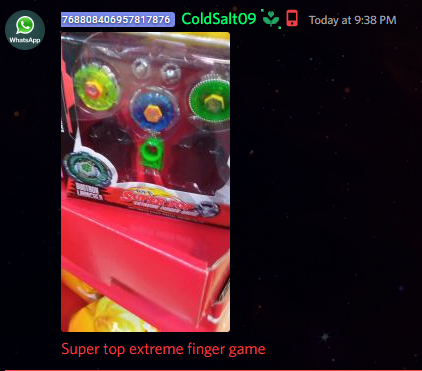 WhatsApp
768808406957817876 ColdSalt09 Today at 9:38 PM
Super top extreme finger game